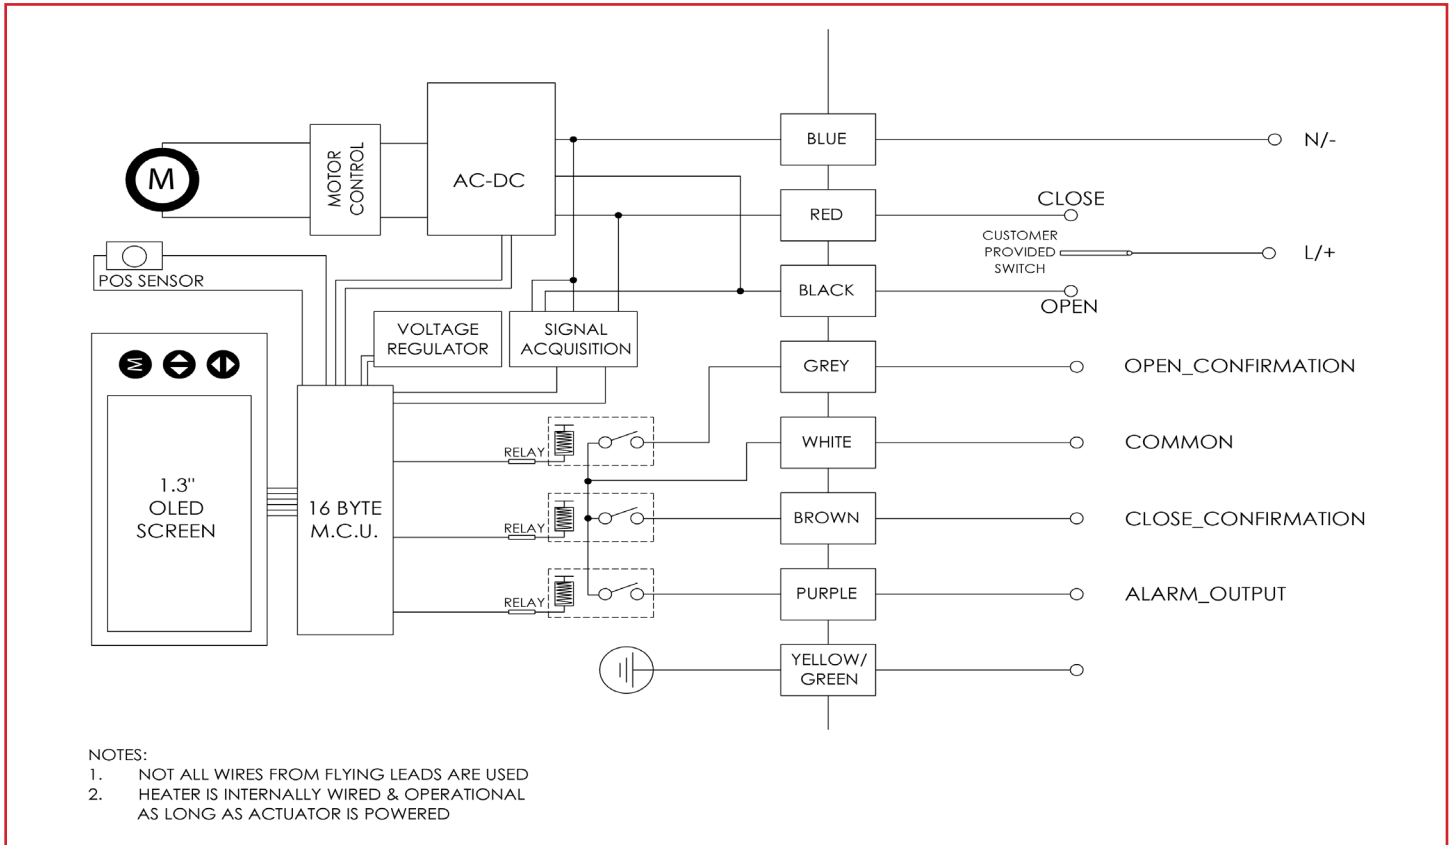 M
MOTOR
CONTROL
AC-DC
BLUE
N/-
RED
CLOSE
CUSTOMER
PROVIDED
SWITCH
L/+
POS SENSOR
BLACK
OPEN
VOLTAGE
REGULATOR
SIGNAL
ACQUISITION
M
GREY
OPEN_CONFIRMATION
RELAY
WHITE
COMMON
1.3"
OLED
SCREEN
16 BYTE
M.C.U.
RELAY
BROWN
CLOSE_CONFIRMATION
RELAY
PURPLE
ALARM_OUTPUT
YELLOW/
GREEN
NOTES:
1. NOT ALL WIRES FROM FLYING LEADS ARE USED
2. HEATER IS INTERNALLY WIRED & OPERATIONAL
AS LONG AS ACTUATOR IS POWERED